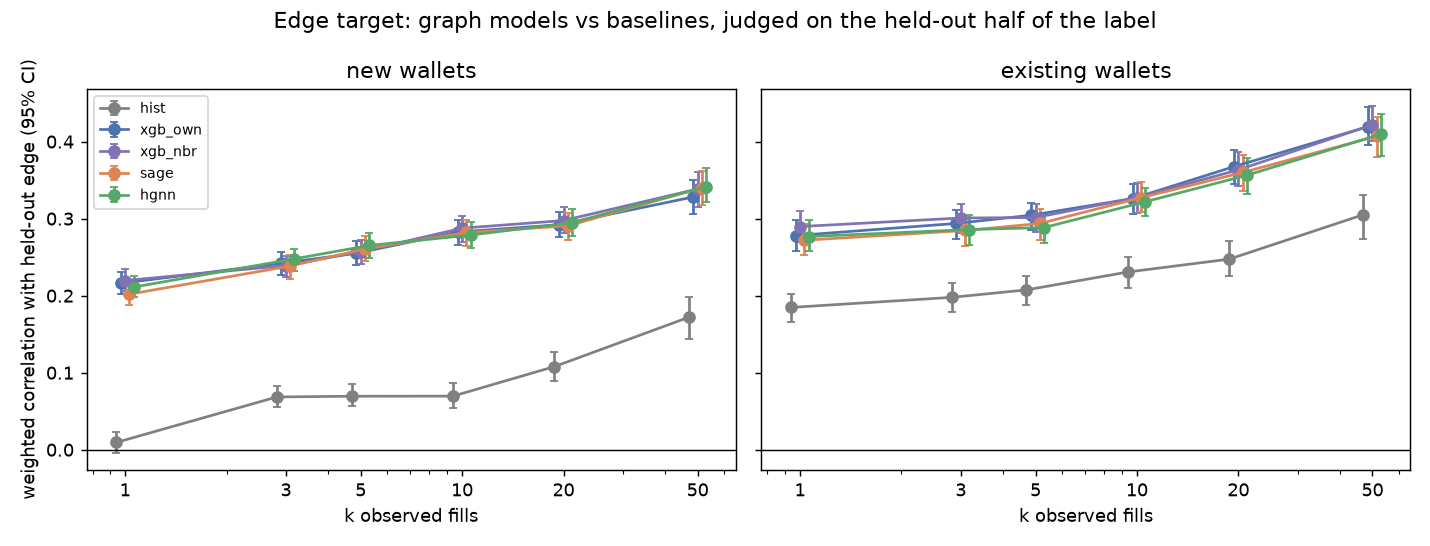 Edge target: graph models vs baselines, judged on the held-out half of the label
new wallets
existing wallets
weighted correlation with held-out edge (95% CI)
hist
xgb_own
xgb_nbr
sage
hgnn
0.4
0.3
0.2
0.1
0.0
1 3 5 10 20 50
1 3 5 10 20 50
k observed fills
k observed fills